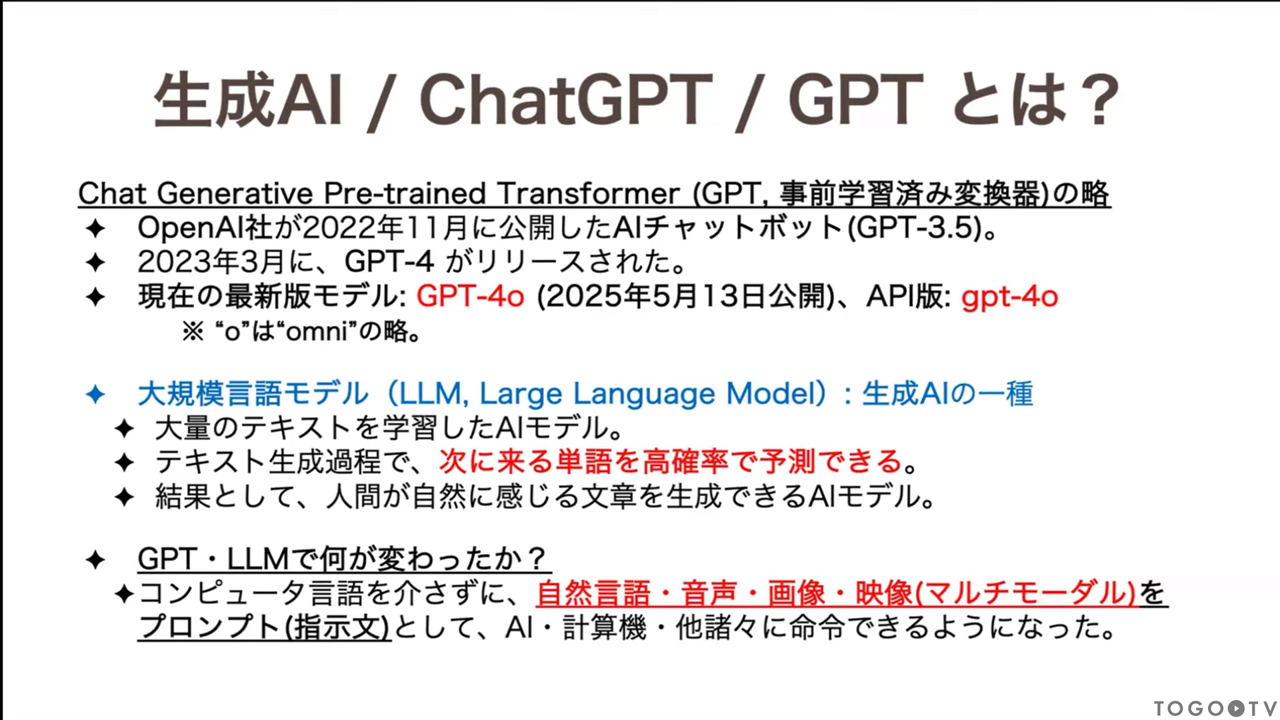 生成AI / ChatGPT / GPT とは？
Chat Generative Pre-trained Transformer (GPT, 事前学習済み変換器)の略
✦ OpenAI社が2022年11月に公開したAIチャットボット(GPT-3.5)。
✦ 2023年3月に、GPT-4 がリリースされた。
✦ 現在の最新版モデル: GPT-4o (2025年5月13日公開)、API版: gpt-4o
※ “o”は“omni”の略。
✦ 大規模言語モデル（LLM, Large Language Model）: 生成AIの一種
✦ 大量のテキストを学習したAIモデル。
✦ テキスト生成過程で、次に来る単語を高確率で予測できる。
✦ 結果として、人間が自然に感じる文章を生成できるAIモデル。
✦ GPT・LLMで何が変わったか？
✦コンピュータ言語を介さずに、自然言語・音声・画像・映像(マルチモーダル)を
プロンプト(指示文)として、AI・計算機・他諸々に命令できるようになった。
TOGOTV